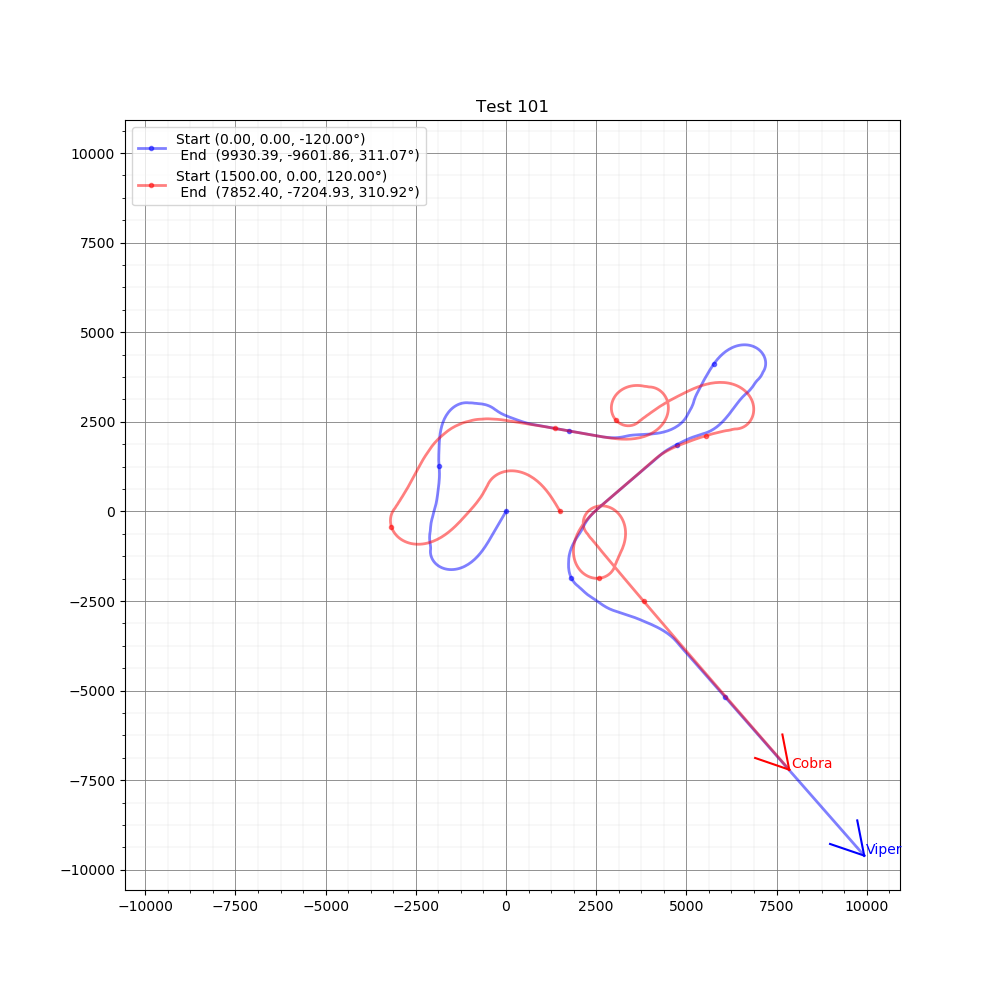 Test 101
Start (0.00, 0.00, -120.00°)
End (9930.39, -9601.86, 311.07°)
Start (1500.00, 0.00, 120.00°)
End (7852.40, -7204.93, 310.92°)
10000
7500
5000
2500
0
−2500
−5000
−7500
−10000
Cobra
Viper
−10000 −7500 −5000 −2500 0 2500 5000 7500 10000